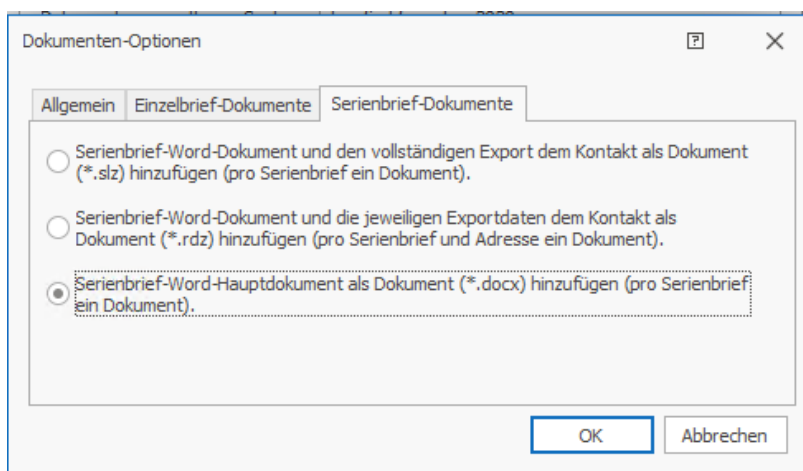 Dokumenten-Optionen
Allgemein Einzelbrief-Dokumente Serienbrief-Dokumente
Serienbrief-Word-Dokument und den vollständigen Export dem Kontakt als Dokument
(*.slz) hinzufügen (pro Serienbrief ein Dokument).
Serienbrief-Word-Dokument und die jeweiligen Exportdaten dem Kontakt als
Dokument (*.rdz) hinzufügen (pro Serienbrief und Adresse ein Dokument).
Serienbrief-Word-Hauptdokument als Dokument (*.docx) hinzufügen (pro Serienbrief
ein Dokument).
OK Abbrechen